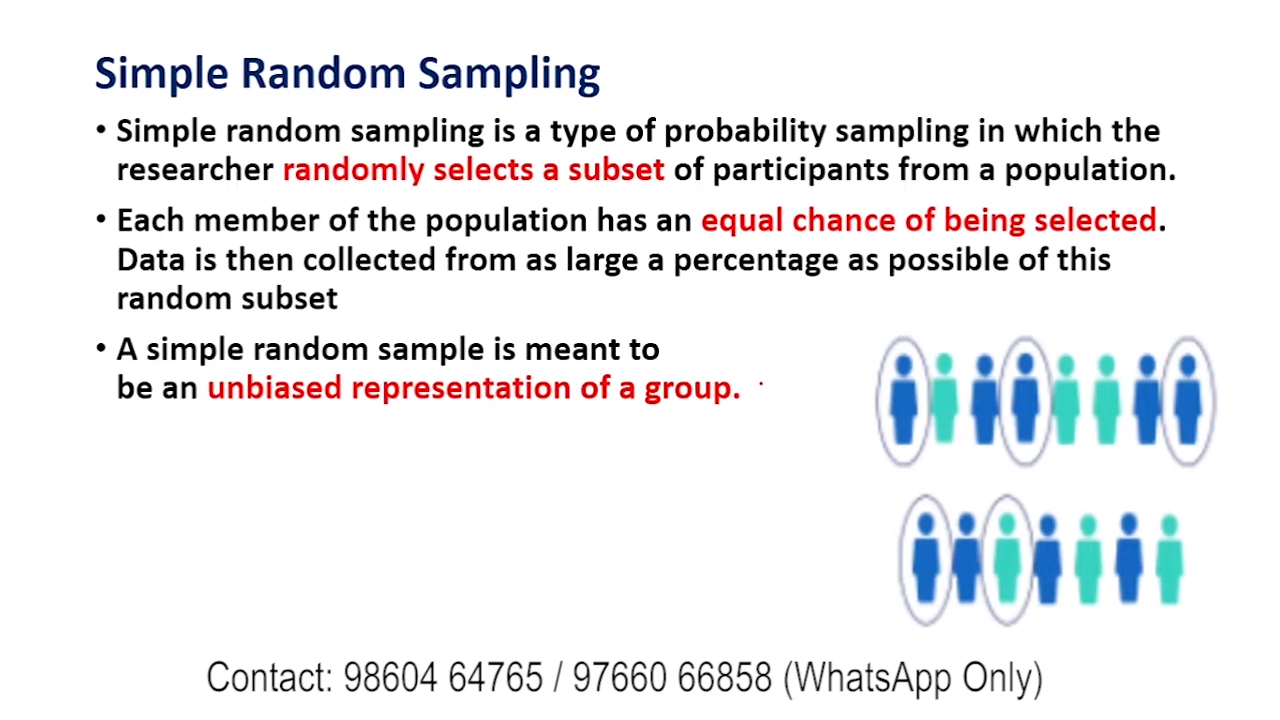 Simple Random Sampling
• Simple random sampling is a type of probability sampling in which the
researcher randomly selects a subset of participants from a population.
• Each member of the population has an equal chance of being selected.
Data is then collected from as large a percentage as possible of this
random subset
• A simple random sample is meant to
be an unbiased representation of a group.
Contact: 98604 64765 / 97660 66858 (WhatsApp Only)